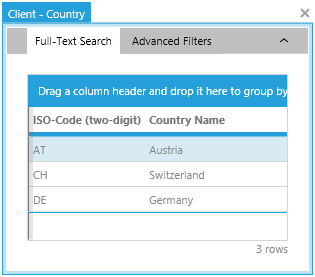 Client - Country
Full-Text Search Advanced Filters
Drag a column header and drop it here to group by
ISO-Code (two-digit) Country Name
AT Austria
CH Switzerland
DE Germany
3 rows